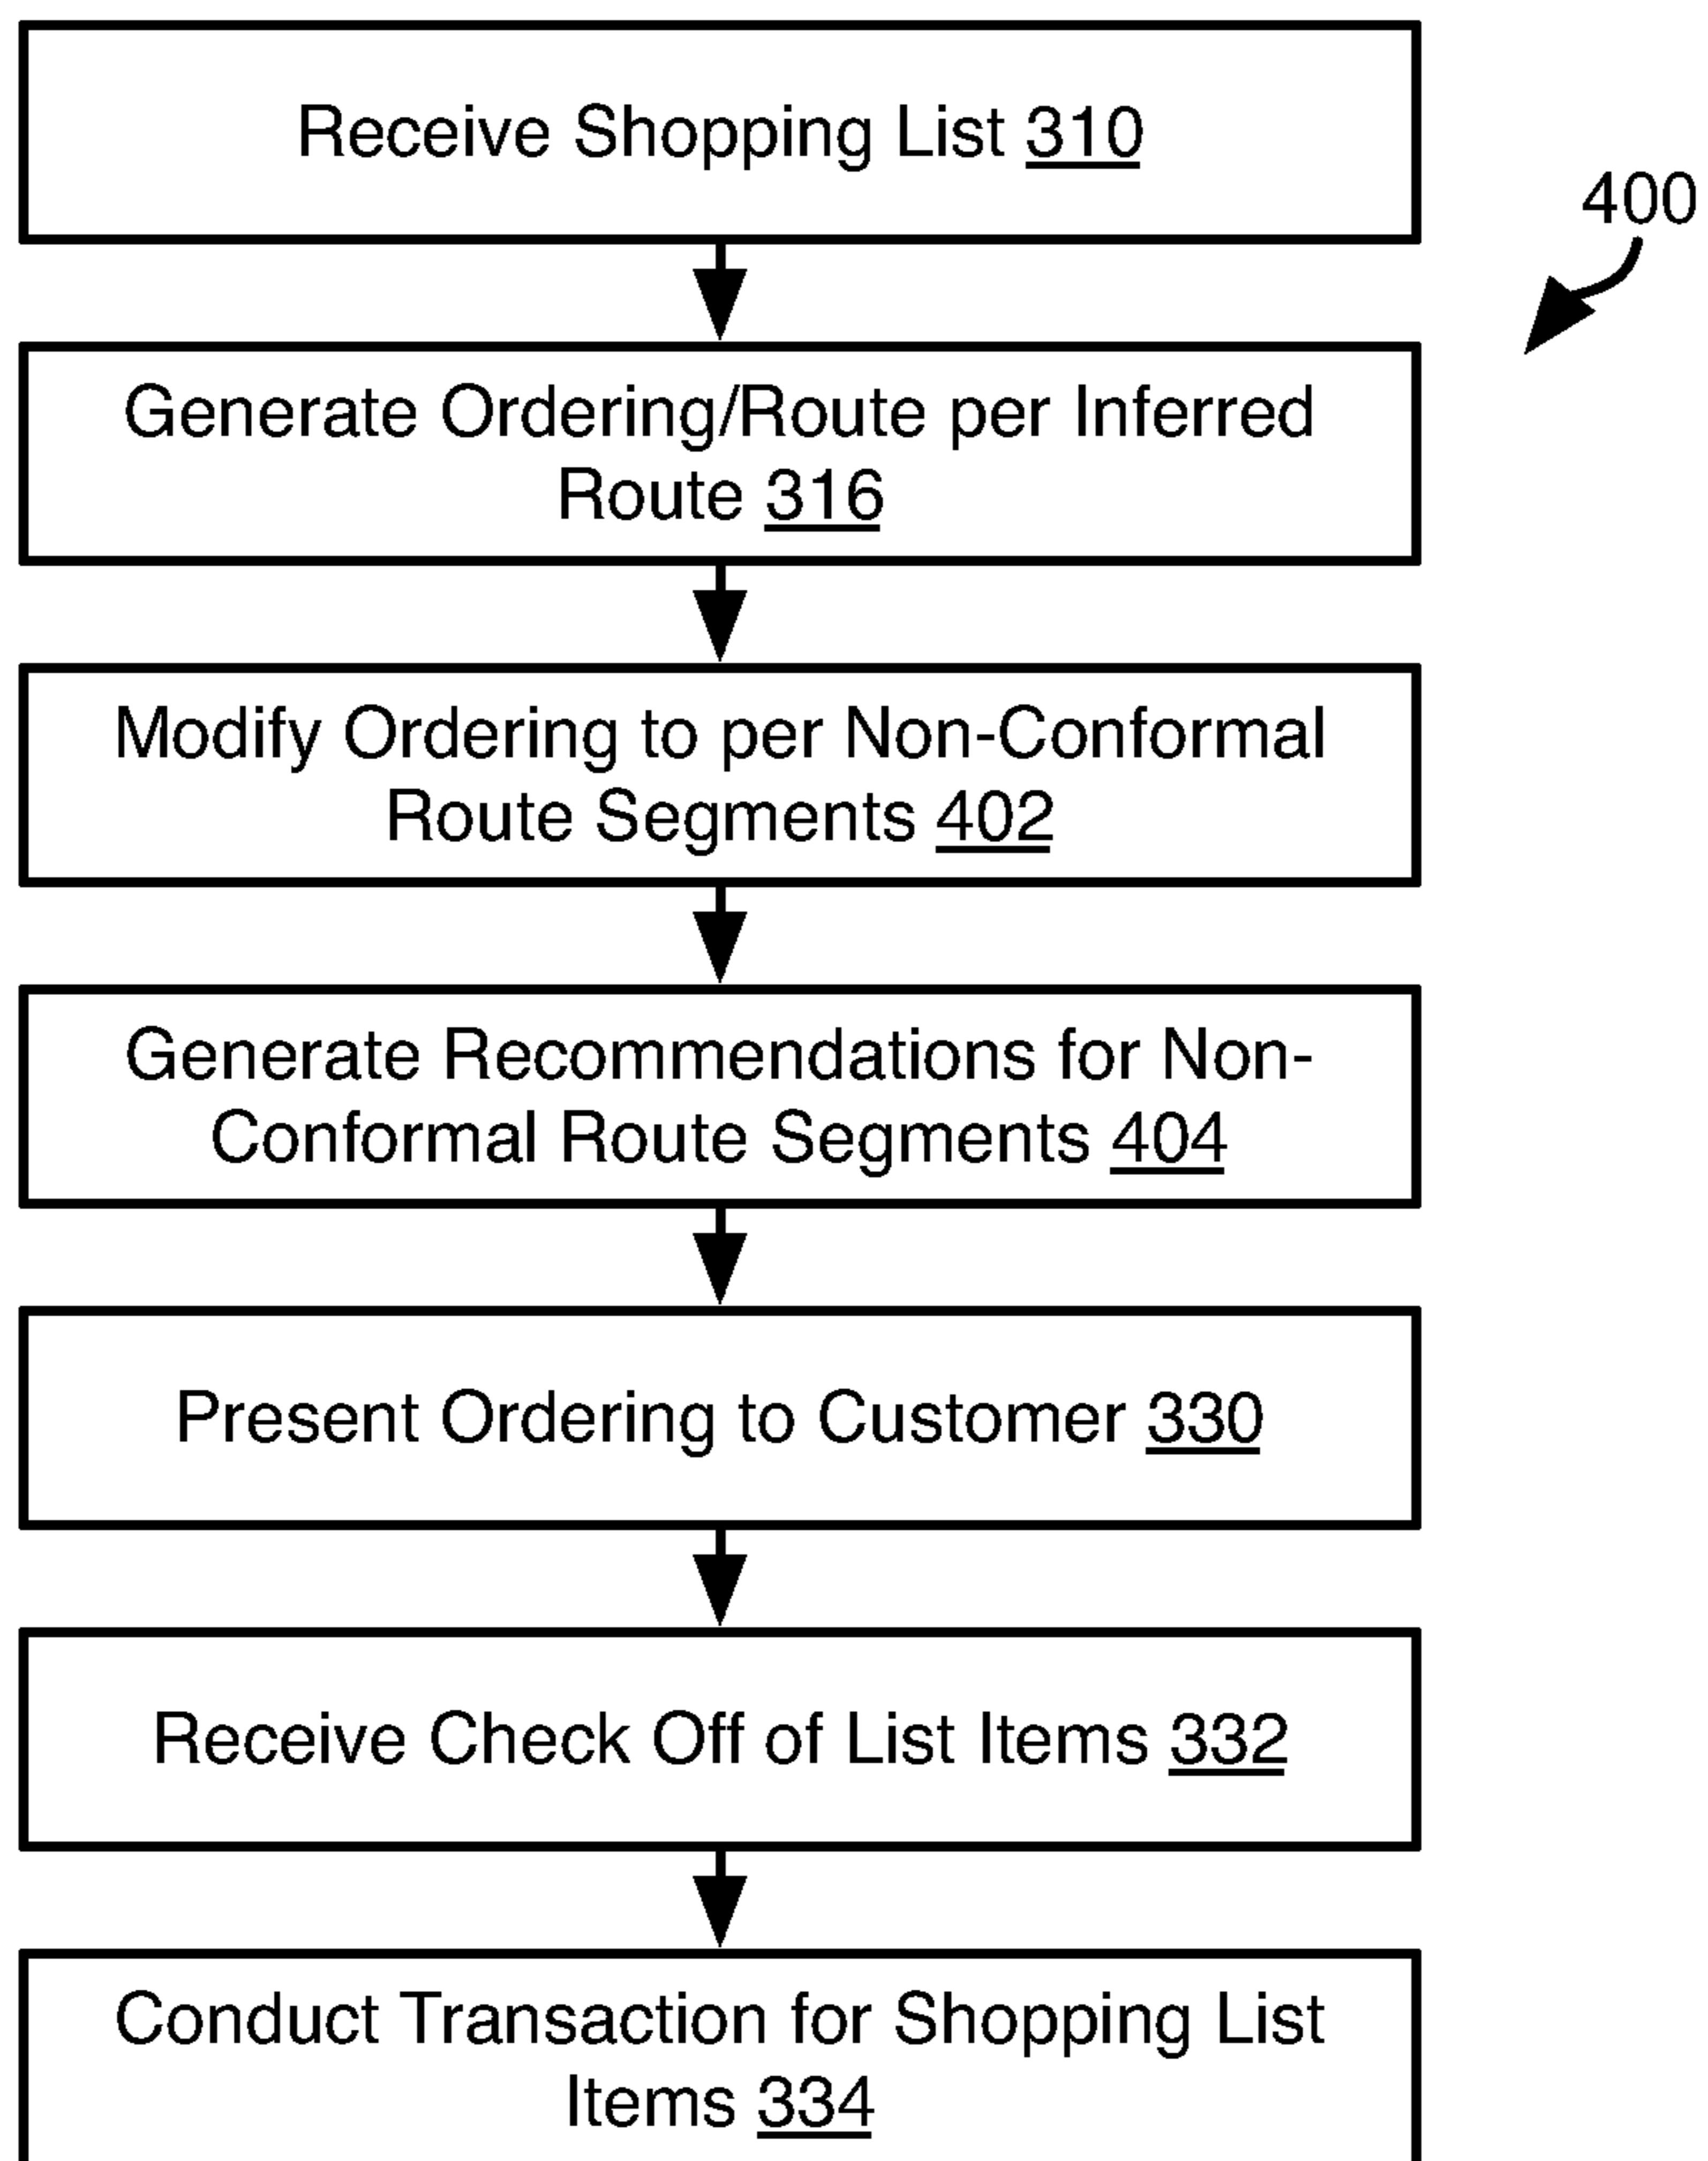 Receive Shopping List 310
400
Generate Ordering/Route per Inferred
Route 316
Modify Ordering to per Non-Conformal
Route Segments 402
Generate Recommendations for Non-
Conformal Route Segments 404
Present Ordering to Customer 330
Receive Check Off of List Items 332
Conduct Transaction for Shopping List
Items 334